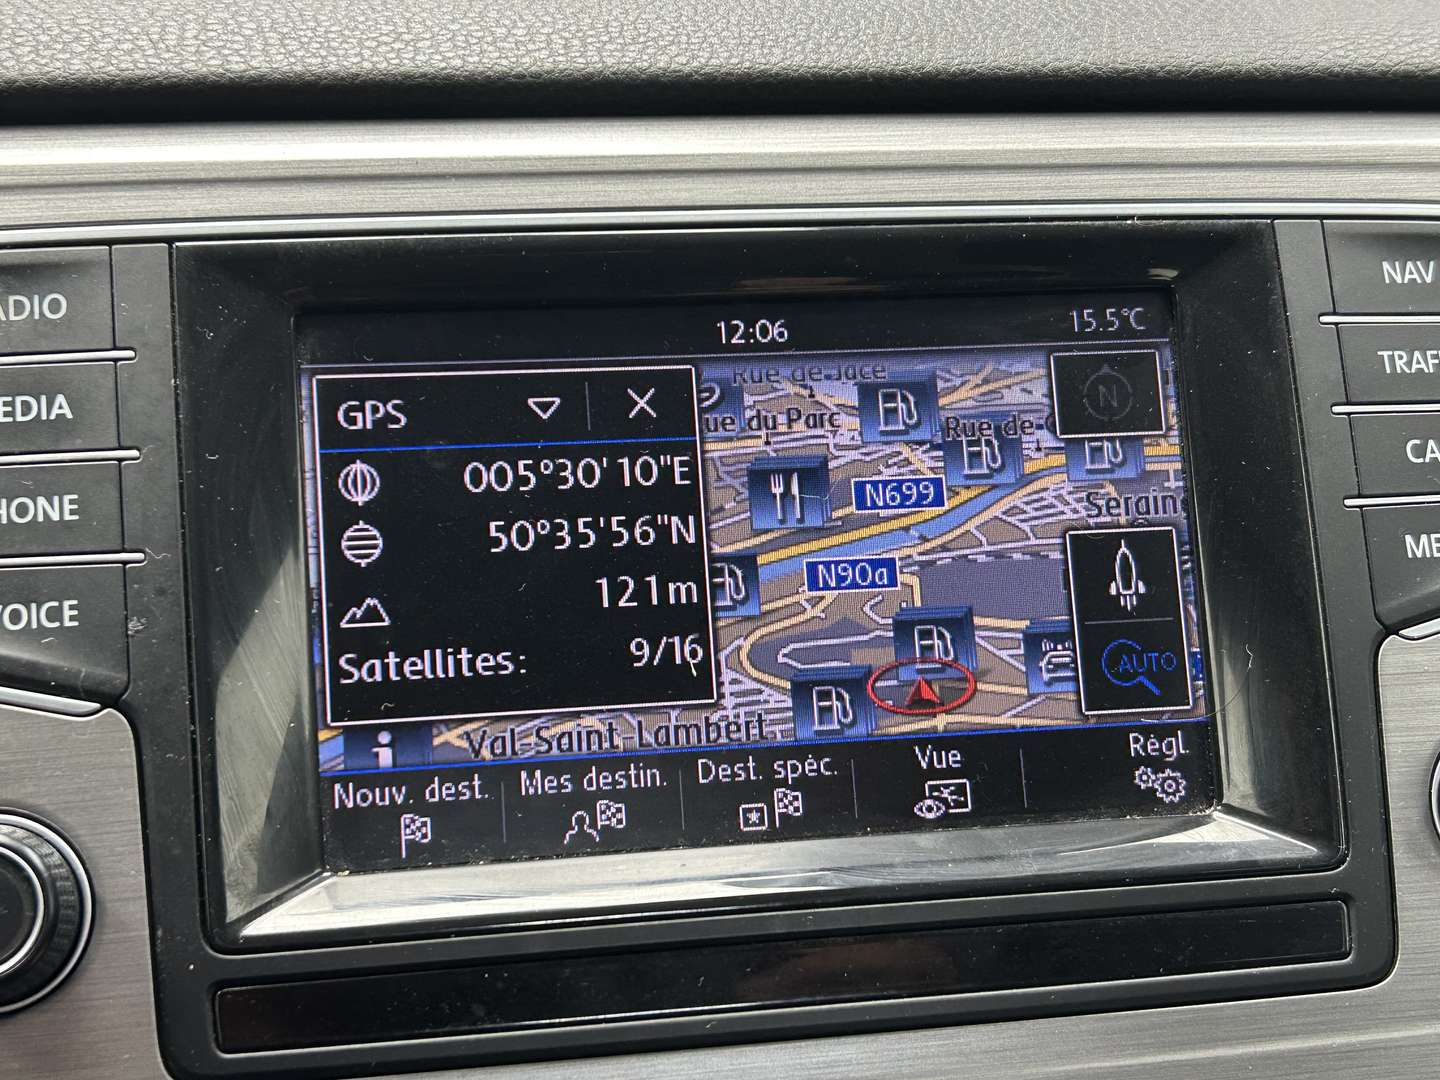 12:06
15.5°C
GPS
005°30'10"E
50°35'56"N
121m
Satellites: 9/16
Rue de Jace
ue du Parc
Rue de
N699
N90a
Seraing
Val-Saint-Lambert
N
AUTO
Nouv. dest.
Mes destin.
Dest. spéc.
Vue
Régl.
ADIO
EDIA
HONE
VOICE
NAV
TRAF
CA
ME